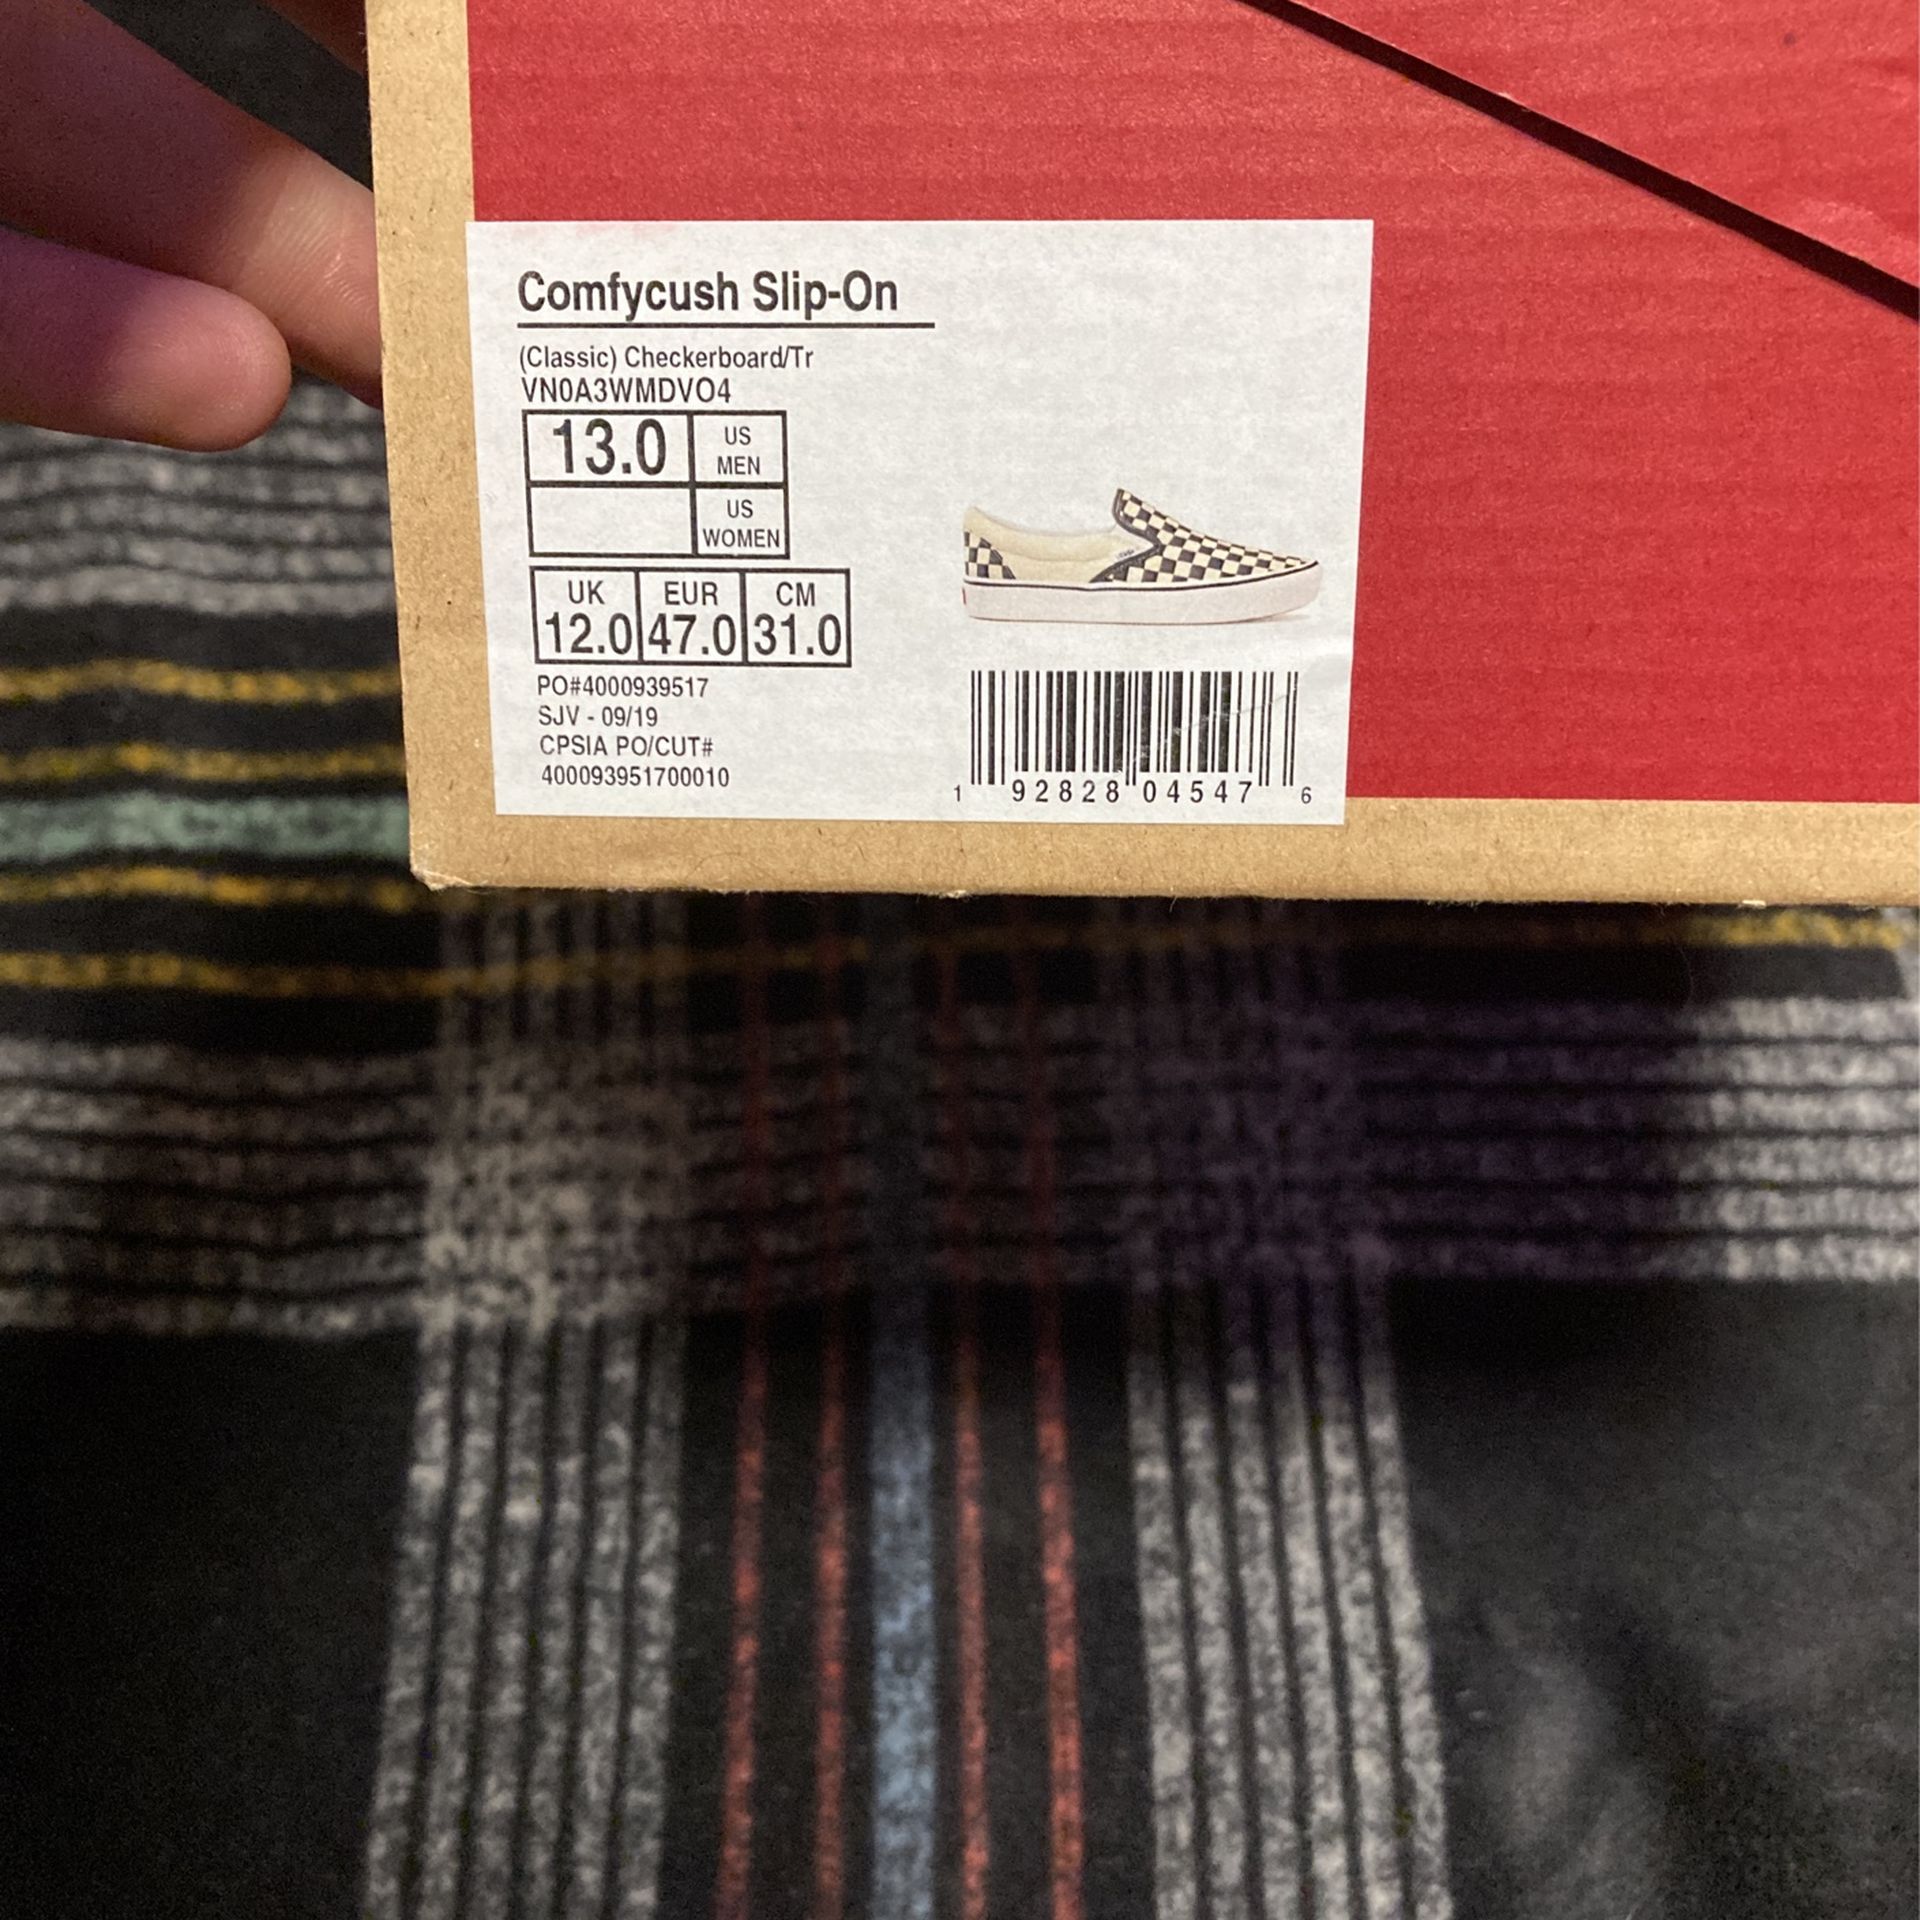 Comfycush Slip-On
(Classic) Checkerboard/Tr
VN0A3WMDVO4
13.0 US MEN
US WOMEN
UK EUR CM
12.0 47.0 31.0
PO#4000939517
SJV - 09/19
CPSIA PO/CUT#
400093951700010
1 92828 04547 6